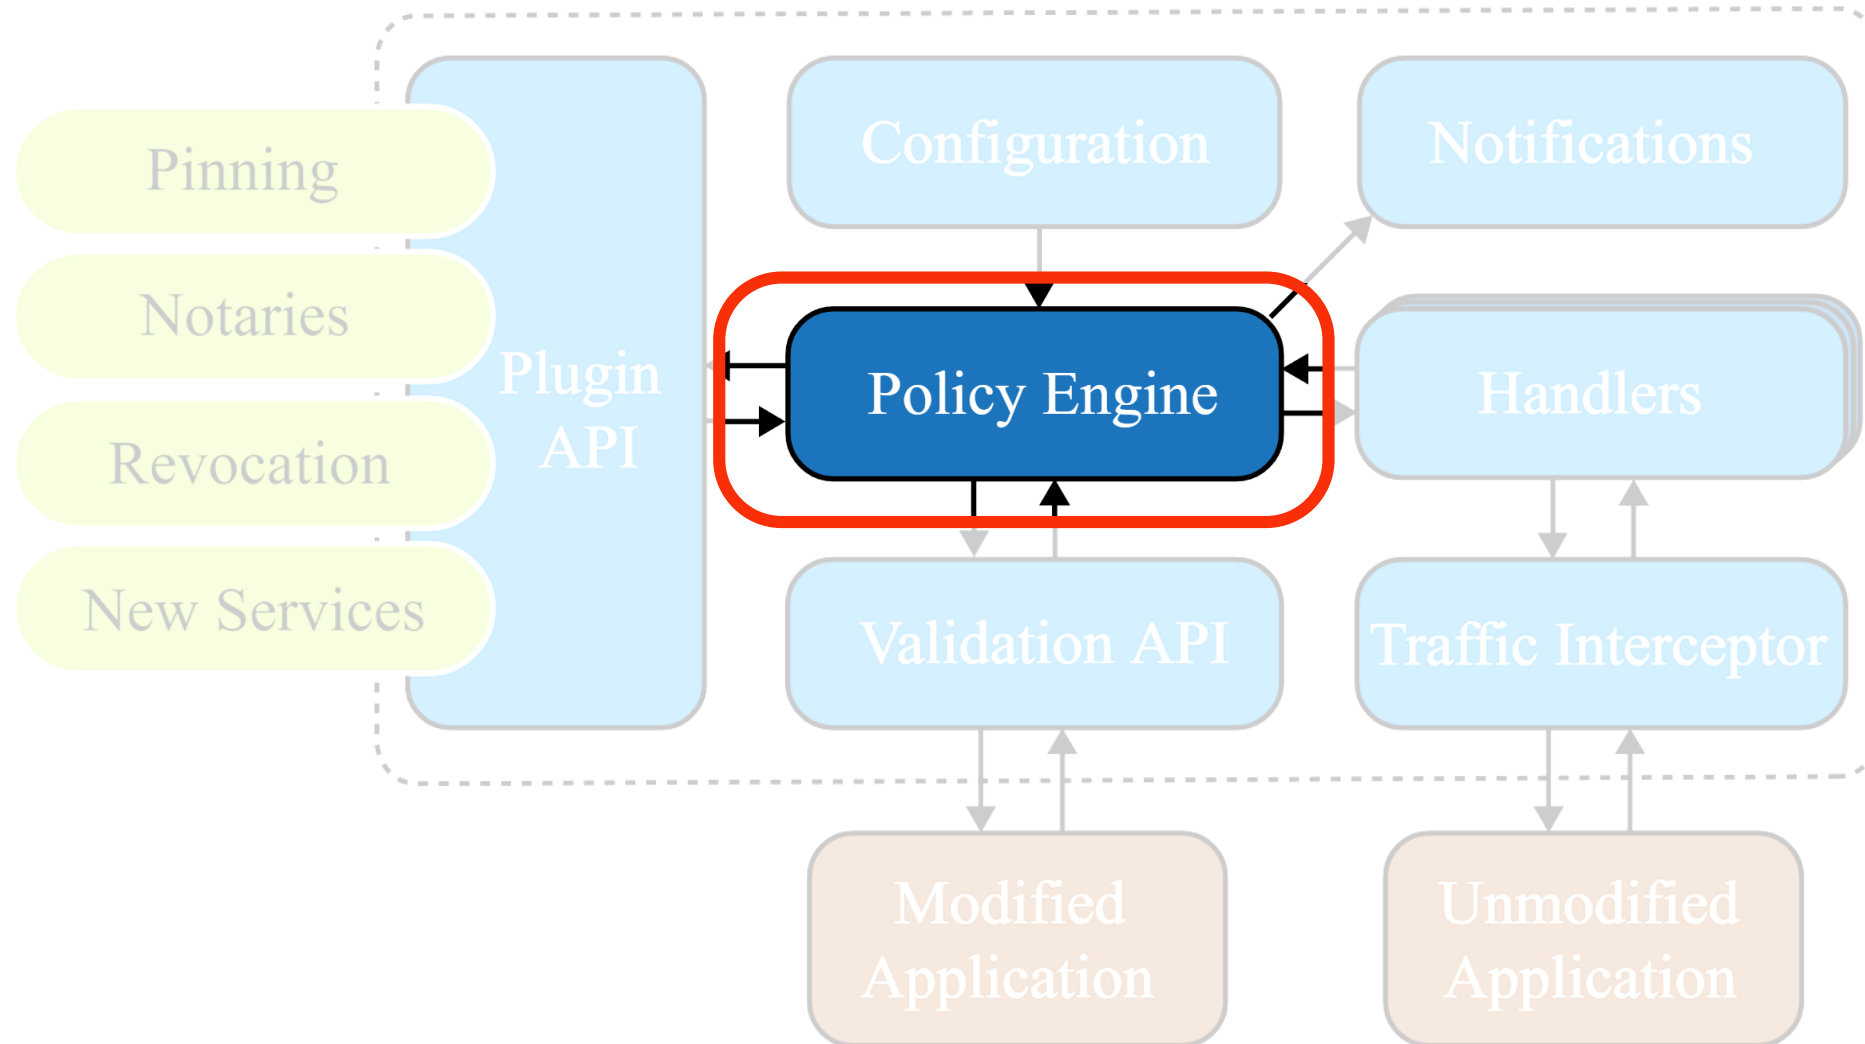 Pinning
Notaries
Revocation
New Services
Plugin
API
Configuration
Notifications
Policy Engine
Handlers
Validation API
Traffic Interceptor
Modified
Application
Unmodified
Application